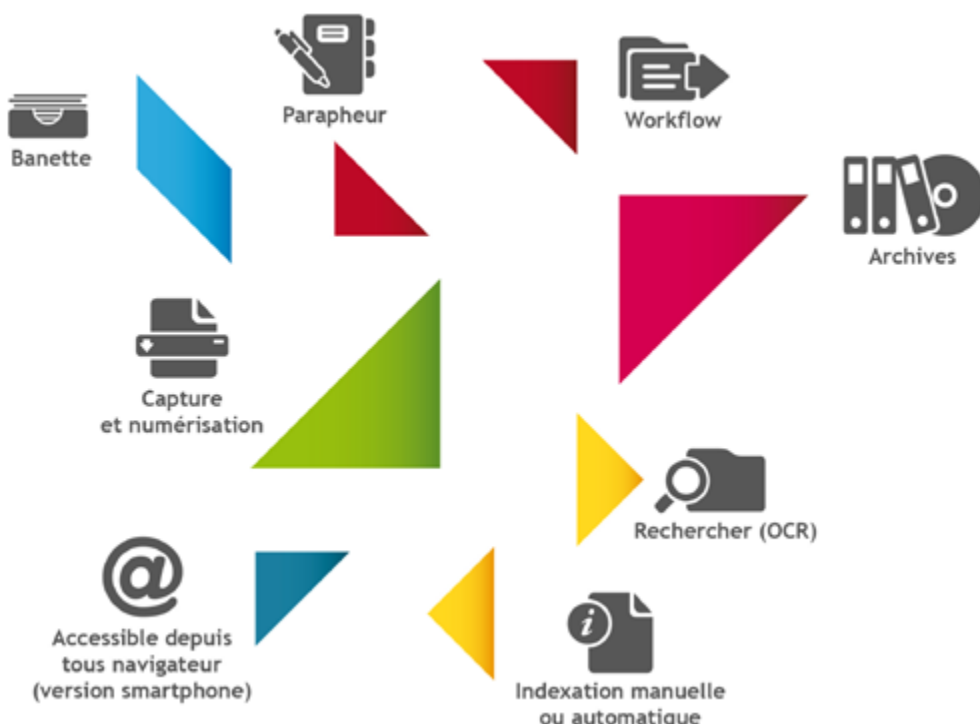 Parapheur
Workflow
Banette
Archives
Capture
et numérisation
Rechercher (OCR)
@
Accessible depuis
tous navigateur
(version smartphone)
i
Indexation manuelle
ou automatique